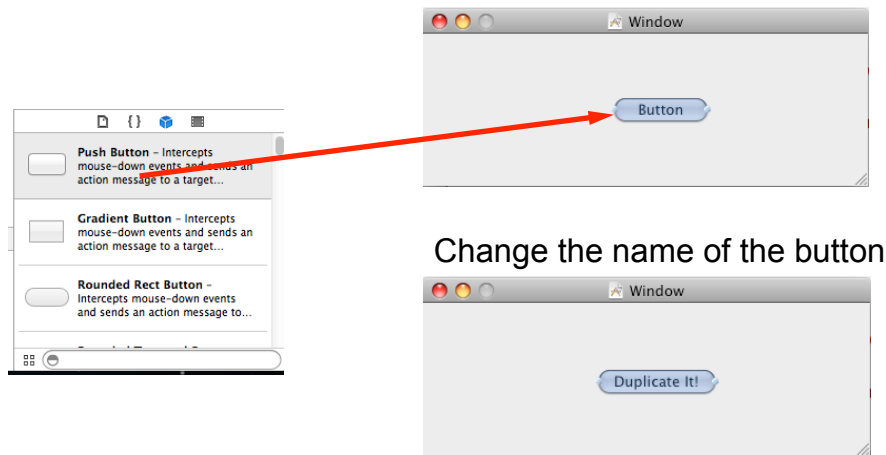 Window
Button
{}
Push Button – Intercepts
mouse-down events and sends an
action message to a target...
Gradient Button – Intercepts
mouse-down events and sends an
action message to a target...
Rounded Rect Button –
Intercepts mouse-down events
and sends an action message to...
Change the name of the button
Window
Duplicate It!